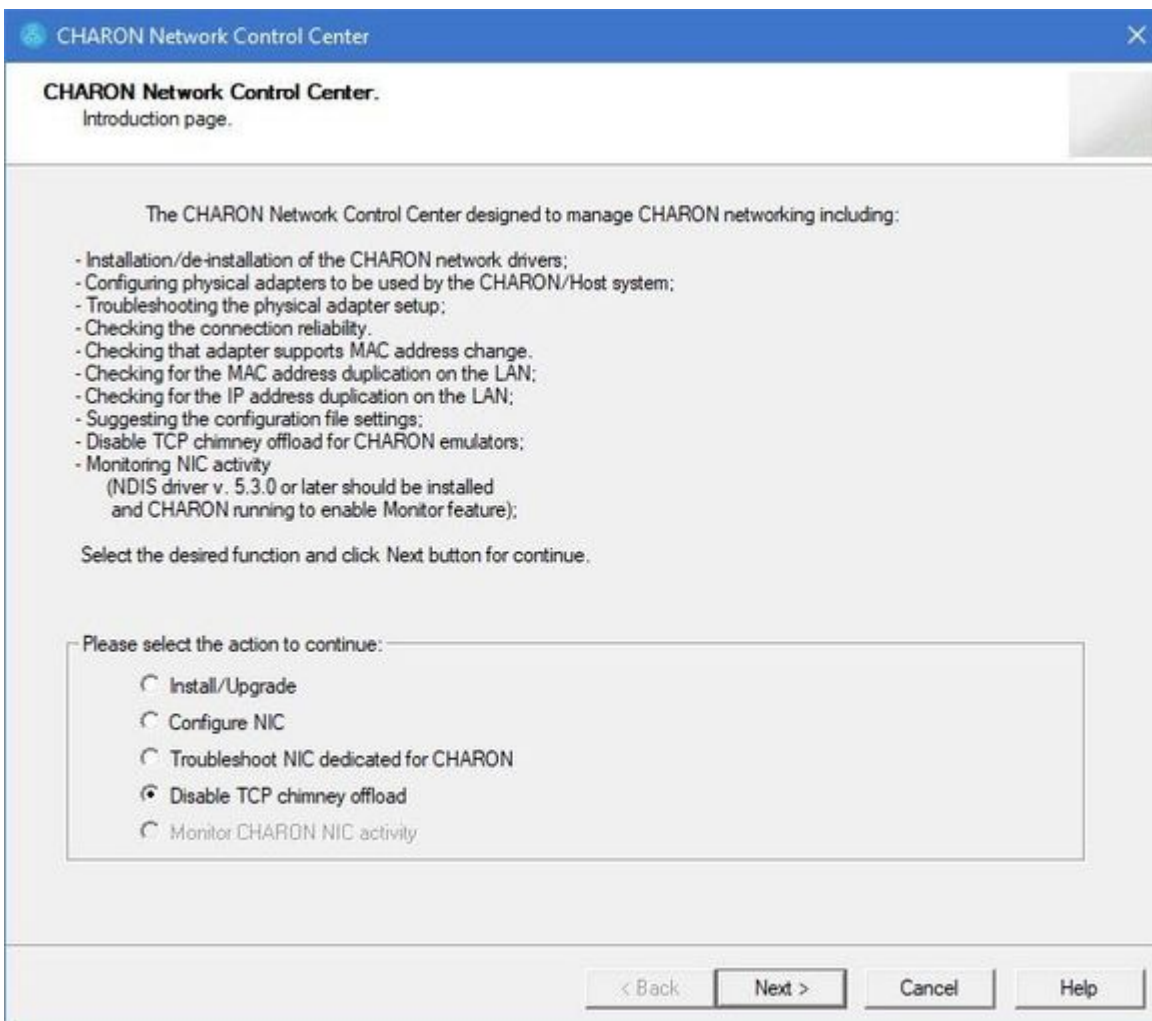 CHARON Network Control Center
CHARON Network Control Center.
Introduction page.
The CHARON Network Control Center designed to manage CHARON networking including:
- Installation/de-installation of the CHARON network drivers;
- Configuring physical adapters to be used by the CHARON/Host system;
- Troubleshooting the physical adapter setup;
- Checking the connection reliability.
- Checking that adapter supports MAC address change.
- Checking for the MAC address duplication on the LAN;
- Checking for the IP address duplication on the LAN;
- Suggesting the configuration file settings;
- Disable TCP chimney offload for CHARON emulators;
- Monitoring NIC activity
(NDIS driver v. 5.3.0 or later should be installed
and CHARON running to enable Monitor feature);
Select the desired function and click Next button for continue.
Please select the action to continue:
Install/Upgrade
Configure NIC
Troubleshoot NIC dedicated for CHARON
Disable TCP chimney offload
Monitor CHARON NIC activity
< Back Next > Cancel Help